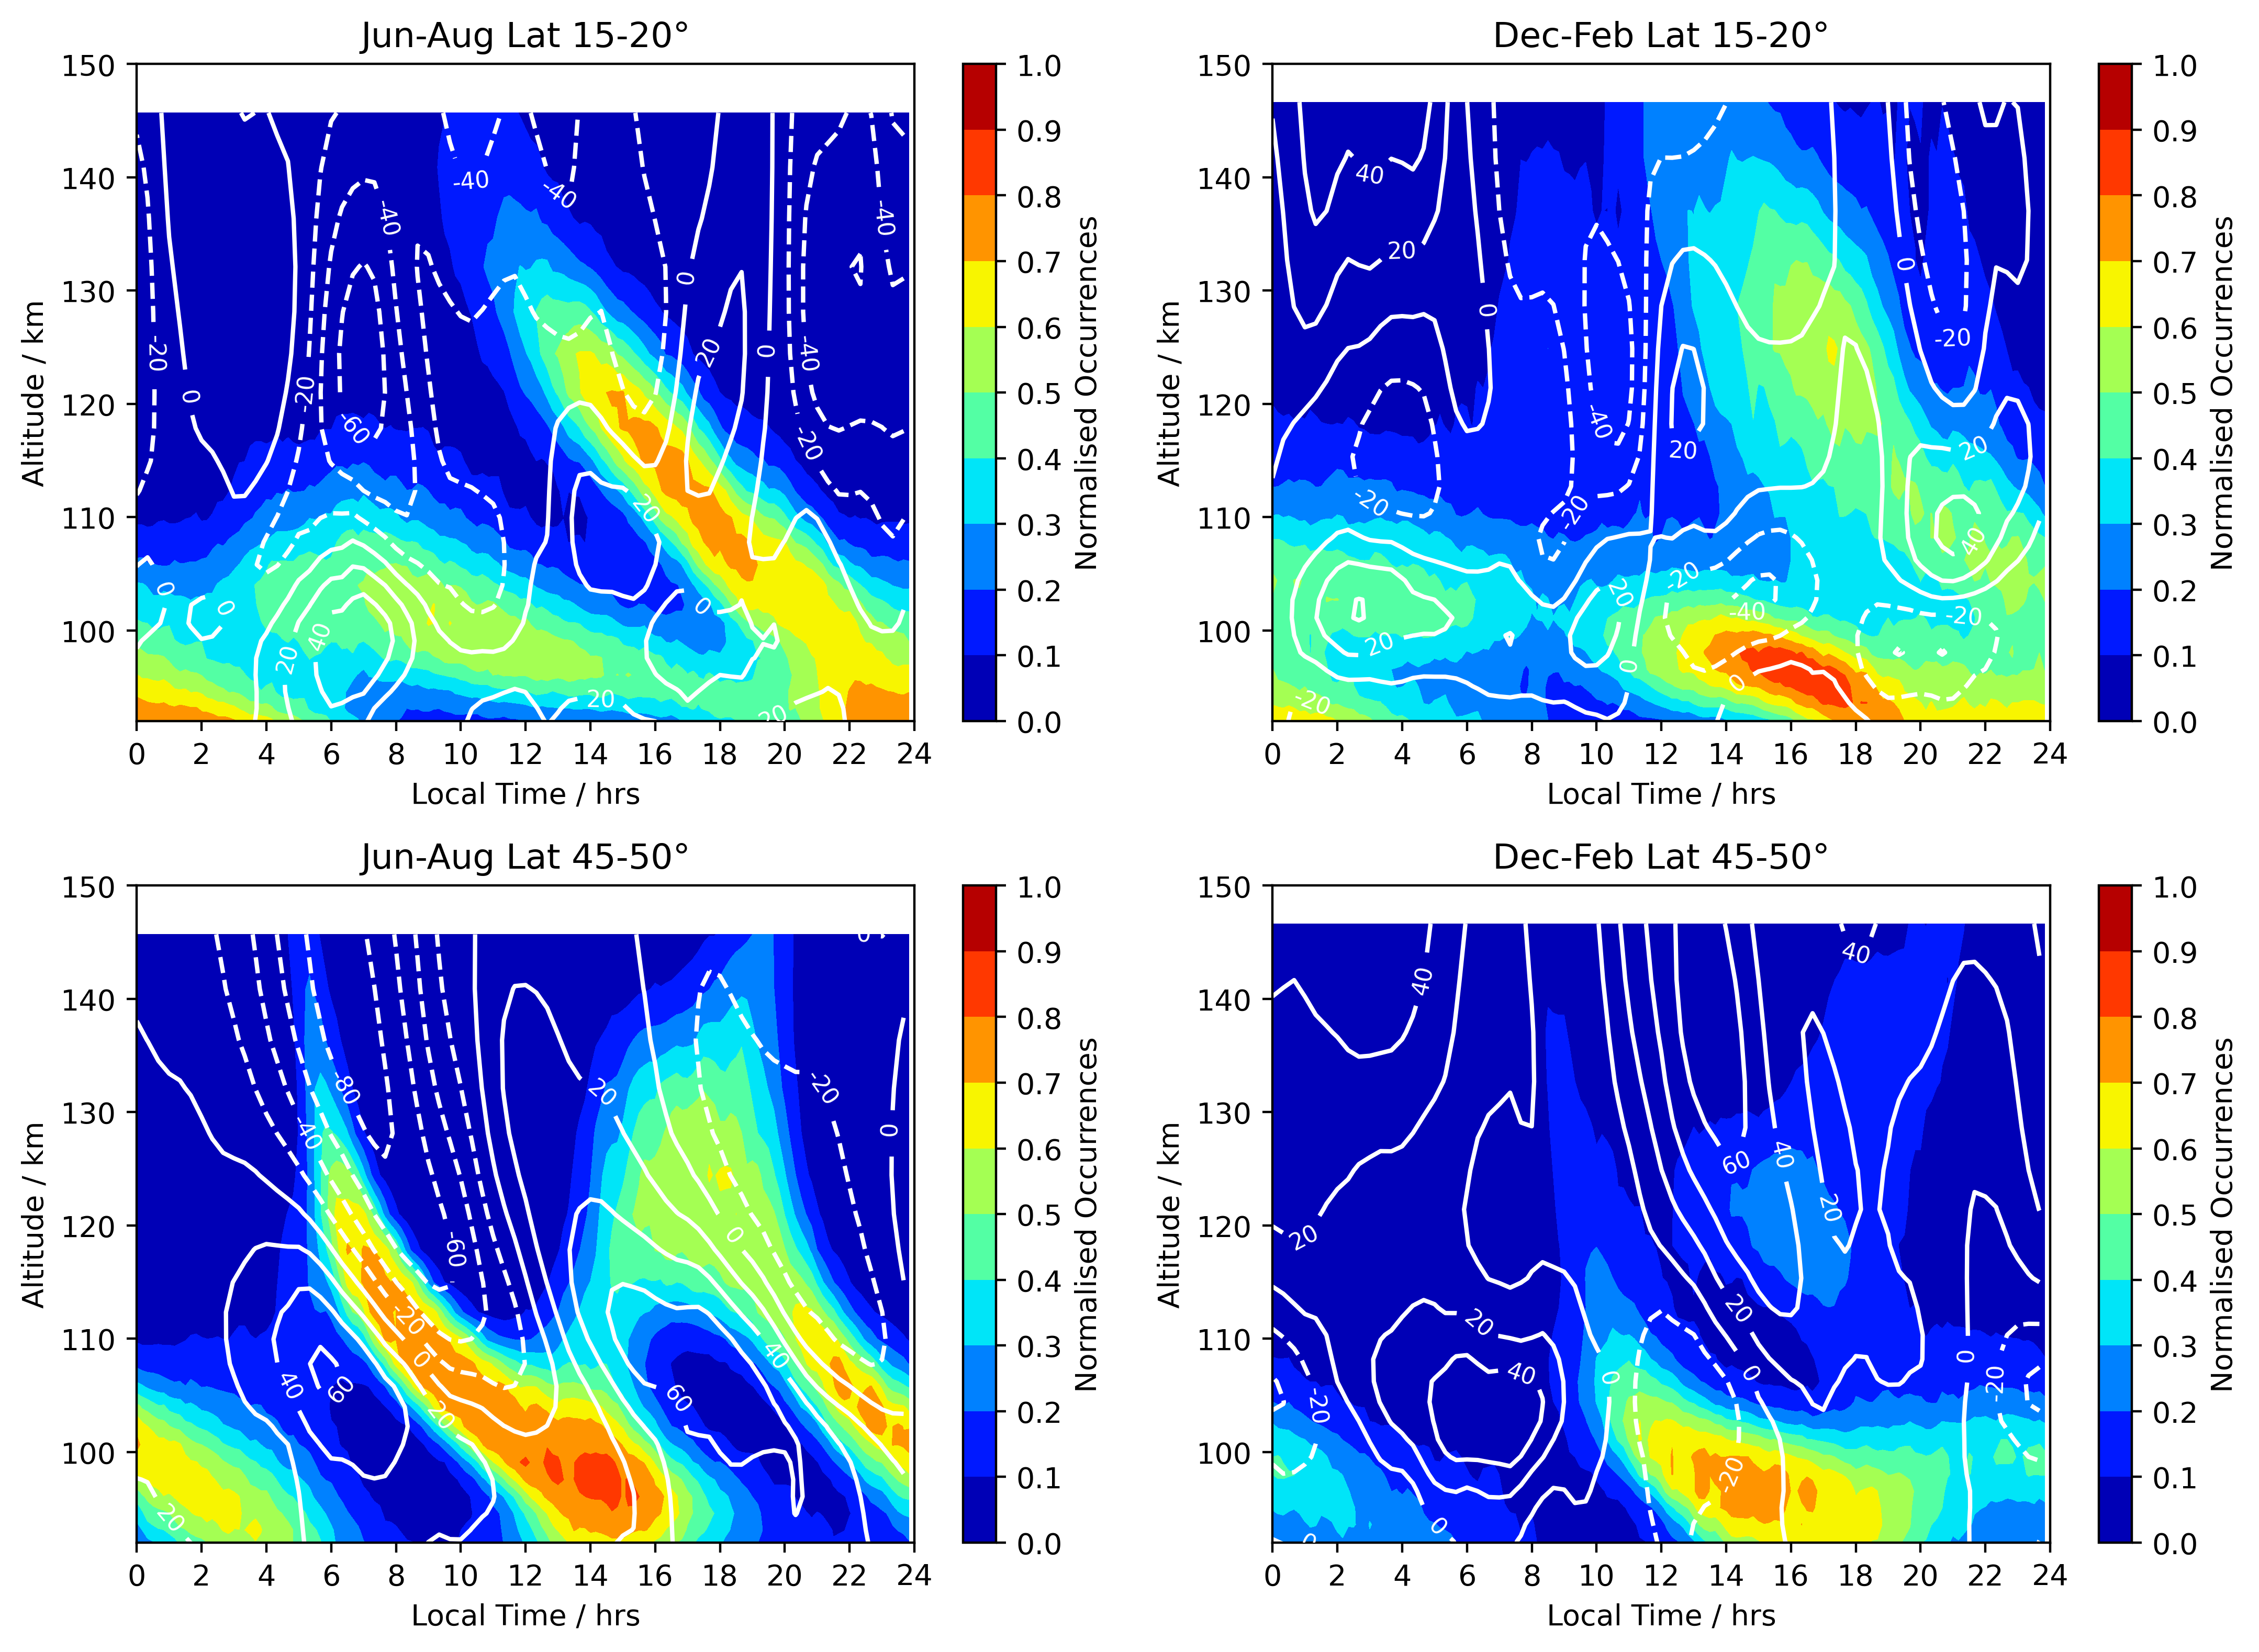 Jun-Aug Lat 15-20°
150
140
130
120
110
100
Altitude / km
0 2 4 6 8 10 12 14 16 18 20 22 24
Local Time / hrs
-40 -40 -40 -40
-20 0 -20 -60 0 20 0 -40 -20
20
0 0 20 40 0
20 20
1.0
0.9
0.8
0.7
0.6
0.5
0.4
0.3
0.2
0.1
0.0
Normalised Occurrences
Dec-Feb Lat 15-20°
150
140
130
120
110
100
Altitude / km
0 2 4 6 8 10 12 14 16 18 20 22 24
Local Time / hrs
40
20 0 0
-20
-40 20 20
-20 -20 40
-20 20 -40 -20
20 0 0
-20
1.0
0.9
0.8
0.7
0.6
0.5
0.4
0.3
0.2
0.1
0.0
Normalised Occurrences
Jun-Aug Lat 45-50°
150
140
130
120
110
100
Altitude / km
0 2 4 6 8 10 12 14 16 18 20 22 24
Local Time / hrs
0
-80 20 -20
-40 0
-60 0
-20 0 40
40 60 20 60
20
1.0
0.9
0.8
0.7
0.6
0.5
0.4
0.3
0.2
0.1
0.0
Normalised Occurrences
Dec-Feb Lat 45-50°
150
140
130
120
110
100
Altitude / km
0 2 4 6 8 10 12 14 16 18 20 22 24
Local Time / hrs
40 40
60 40
20 20
20 20
0 0 0
-20 40 -20
-20
0 0
1.0
0.9
0.8
0.7
0.6
0.5
0.4
0.3
0.2
0.1
0.0
Normalised Occurrences